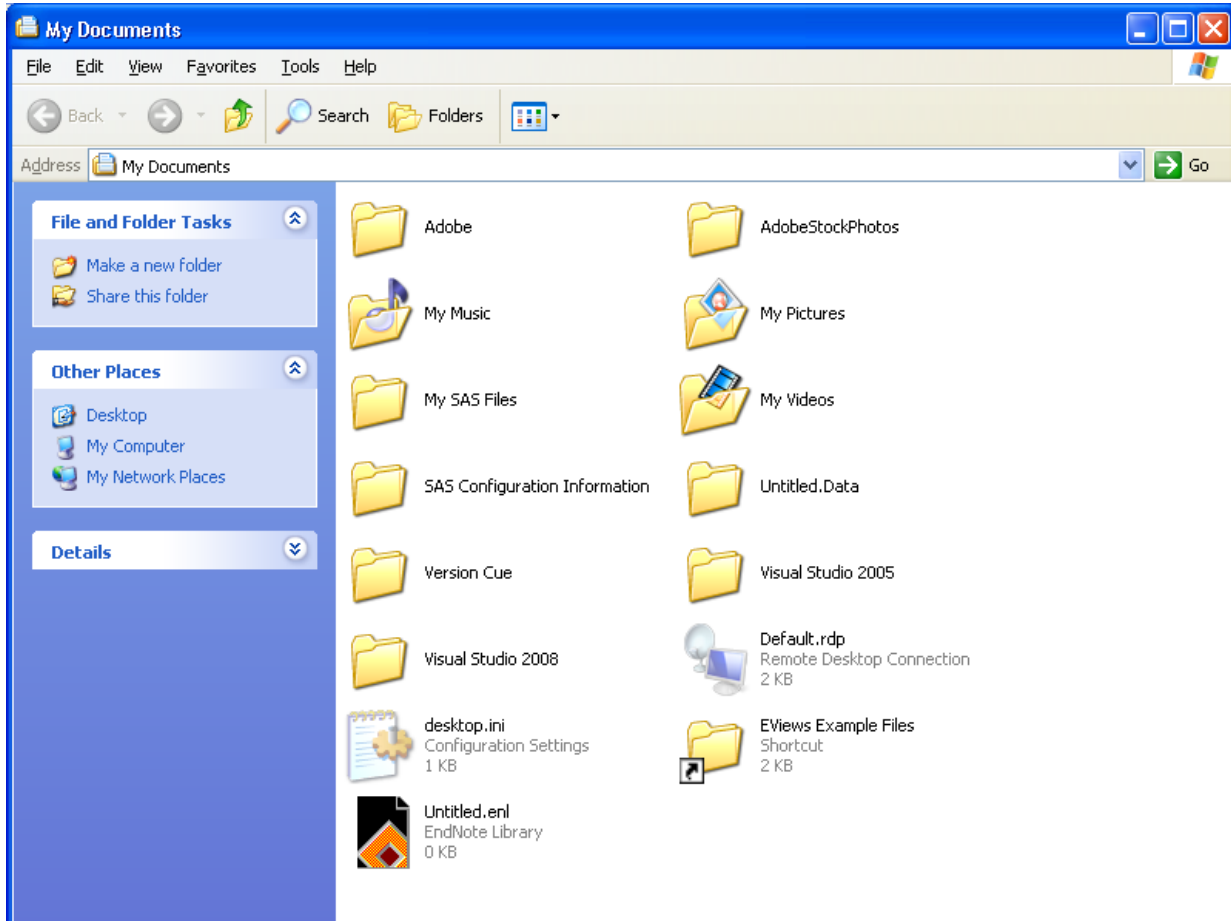 My Documents
File Edit View Favorites Tools Help
Back Search Folders
Address My Documents Go
File and Folder Tasks
Make a new folder
Share this folder
Other Places
Desktop
My Computer
My Network Places
Details
Adobe
AdobeStockPhotos
My Music
My Pictures
My SAS Files
My Videos
SAS Configuration Information
Untitled.Data
Version Cue
Visual Studio 2005
Visual Studio 2008
Default.rdp
Remote Desktop Connection
2 KB
desktop.ini
Configuration Settings
1 KB
EViews Example Files
Shortcut
2 KB
Untitled.enl
EndNote Library
0 KB